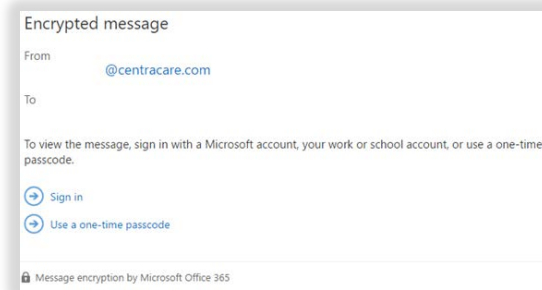 Encrypted message
From
@centracare.com
To
To view the message, sign in with a Microsoft account, your work or school account, or use a one-time
passcode.
Sign in
Use a one-time passcode
Message encryption by Microsoft Office 365